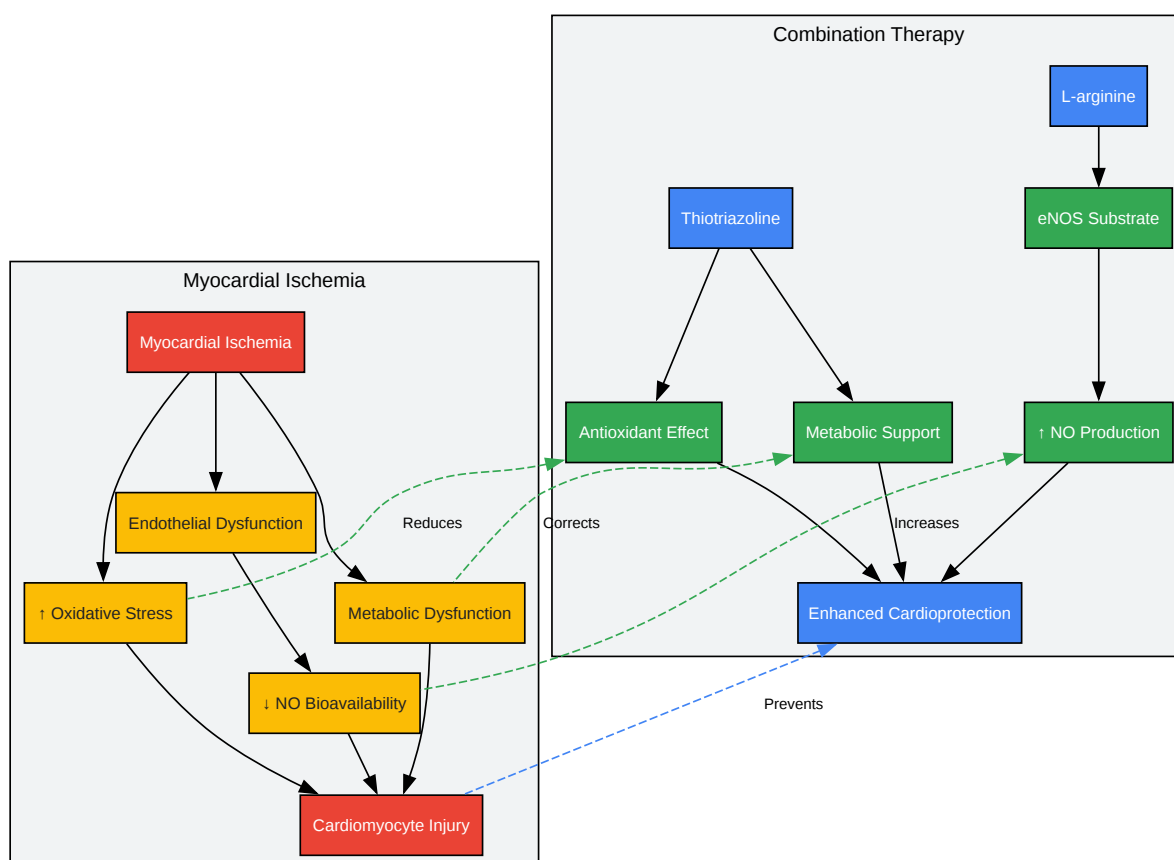 Combination Therapy
L-arginine
Thiotriazoline
eNOS Substrate
Myocardial Ischemia
Myocardial Ischemia
Antioxidant Effect
Metabolic Support
↑ NO Production
Endothelial Dysfunction
Reduces
Corrects
Increases
↑ Oxidative Stress
Metabolic Dysfunction
Enhanced Cardioprotection
↓ NO Bioavailability
Prevents
Cardiomyocyte Injury